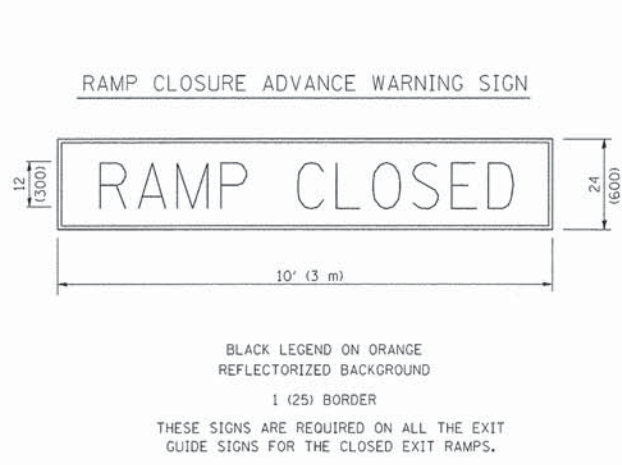 RAMP CLOSURE ADVANCE WARNING SIGN
12
(300)
RAMP CLOSED
24
(600)
10' (3 m)
BLACK LEGEND ON ORANGE
REFLECTORIZED BACKGROUND
1 (25) BORDER
THESE SIGNS ARE REQUIRED ON ALL THE EXIT
GUIDE SIGNS FOR THE CLOSED EXIT RAMPS.